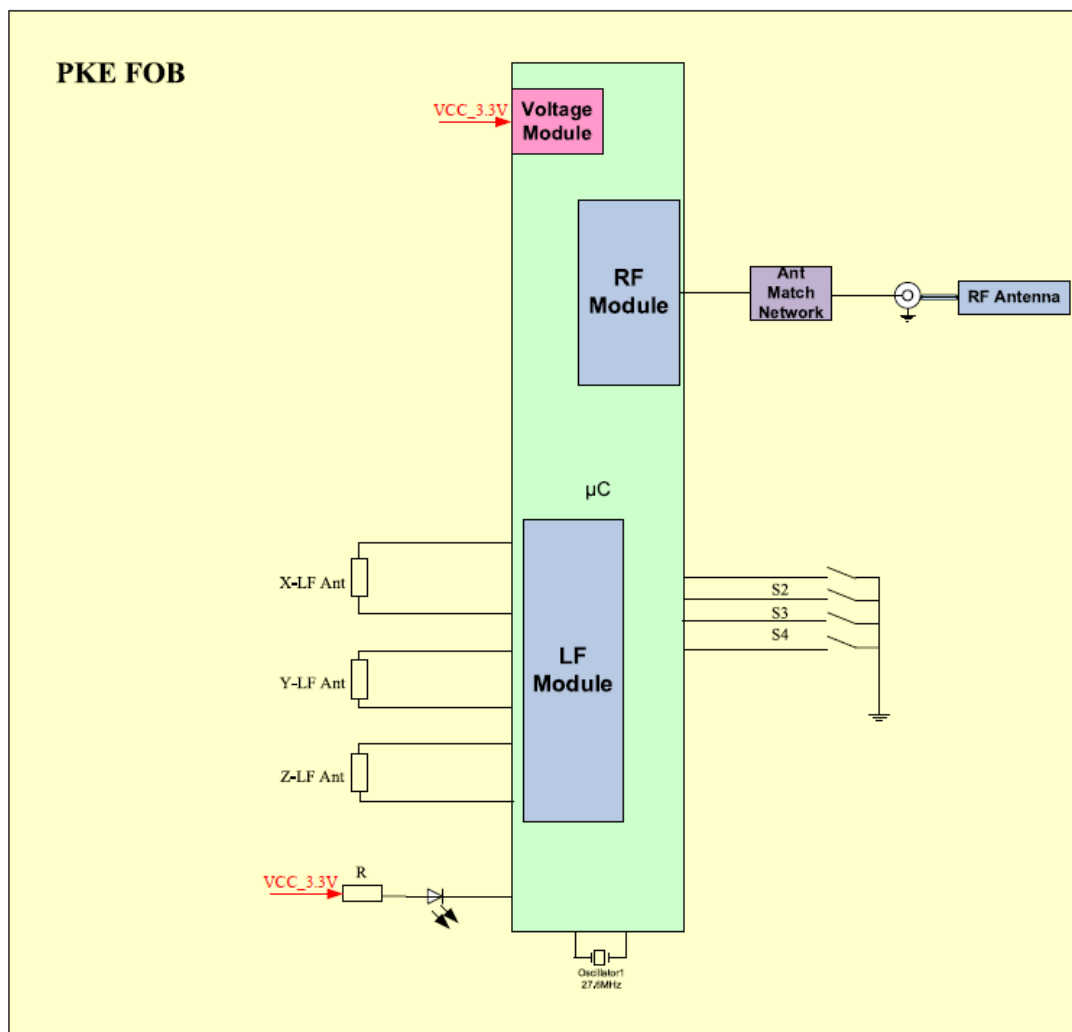 PKE FOB
VCC_3.3V
Voltage
Module
RF
Module
Ant
Match
Network
RF Antenna
µC
X-LF Ant
S2
S3
S4
LF
Module
Y-LF Ant
Z-LF Ant
R
VCC_3.3V
Oscillator1
27.6MHz